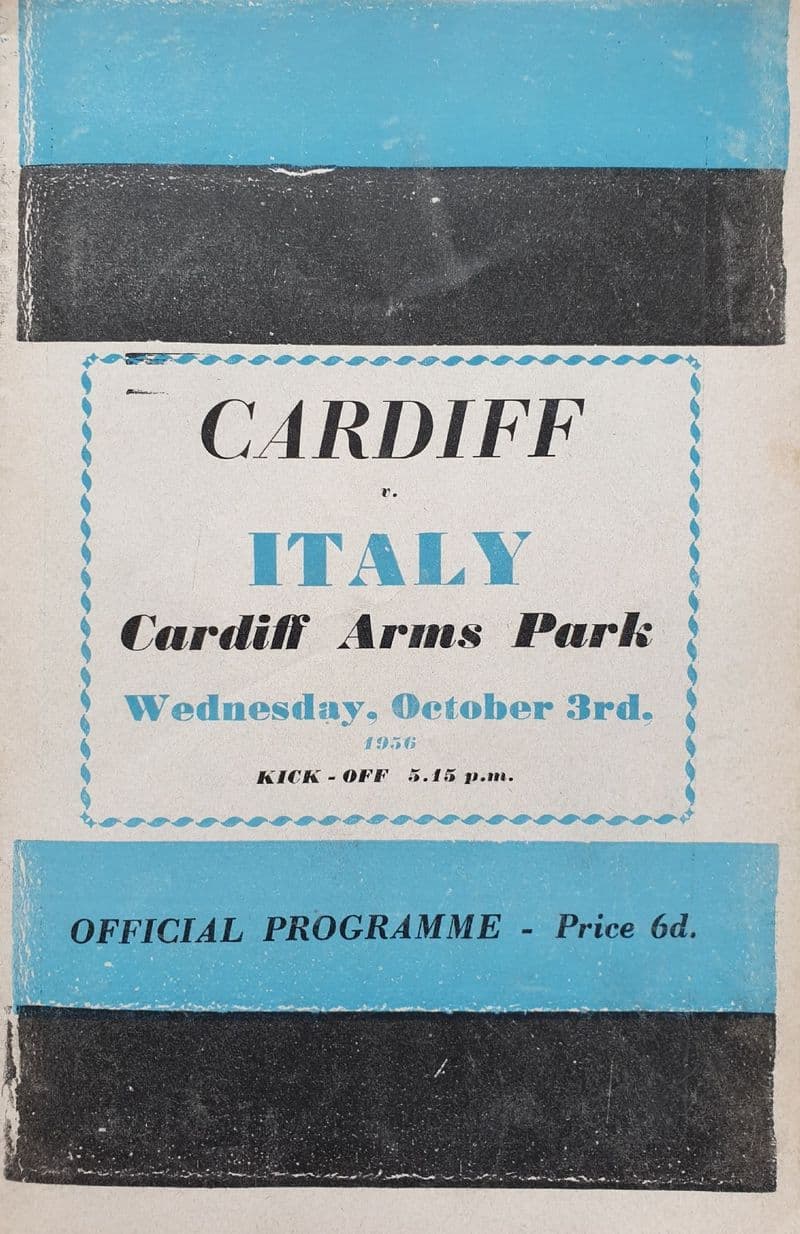 CARDIFF
v.
ITALY
Cardiff Arms Park
Wednesday, October 3rd,
1956
KICK - OFF 5.15 p.m.
OFFICIAL PROGRAMME - Price 6d.